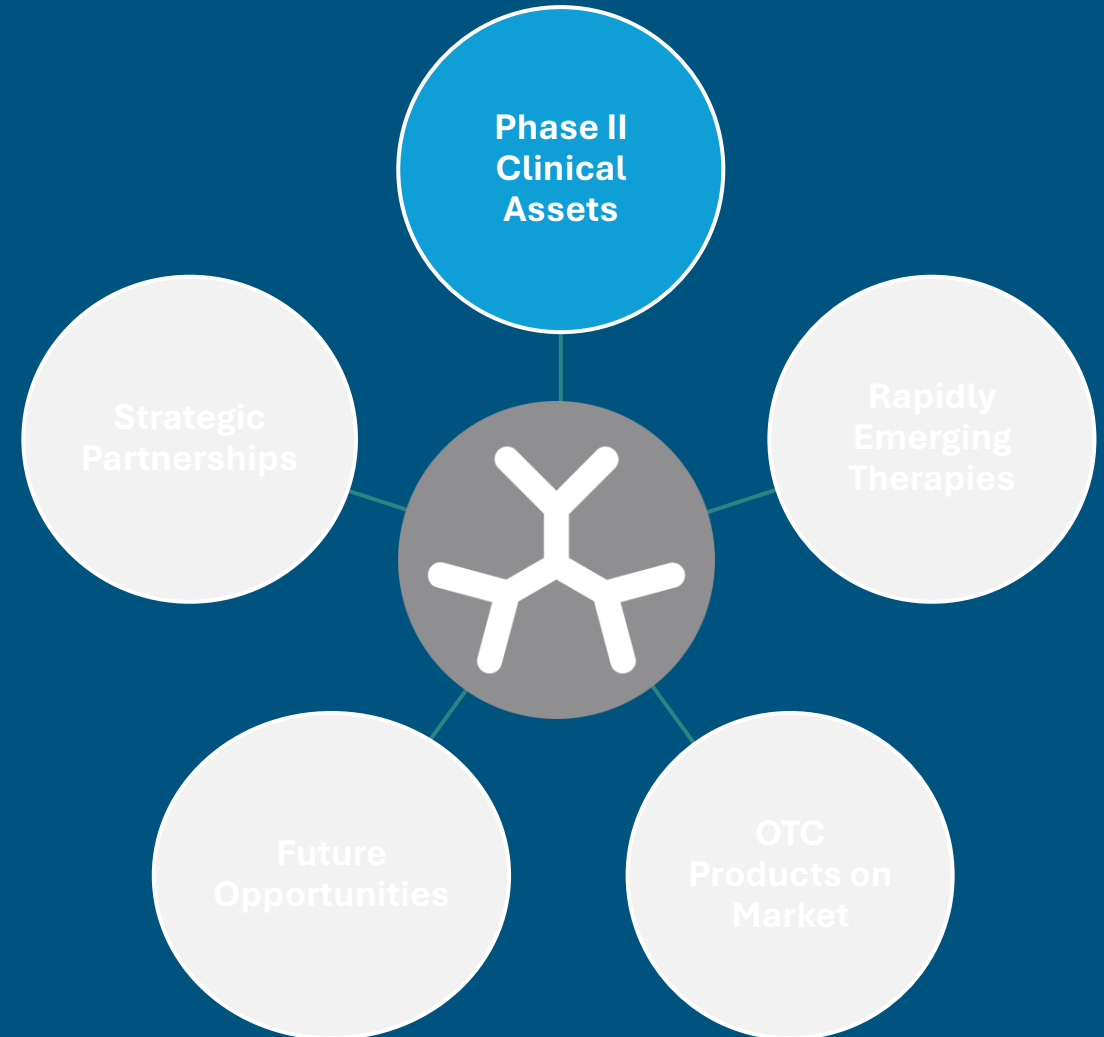 Phase II
Clinical
Assets
Strategic
Partnerships
Rapidly
Emerging
Therapies
Future
Opportunities
OTC
Products on
Market